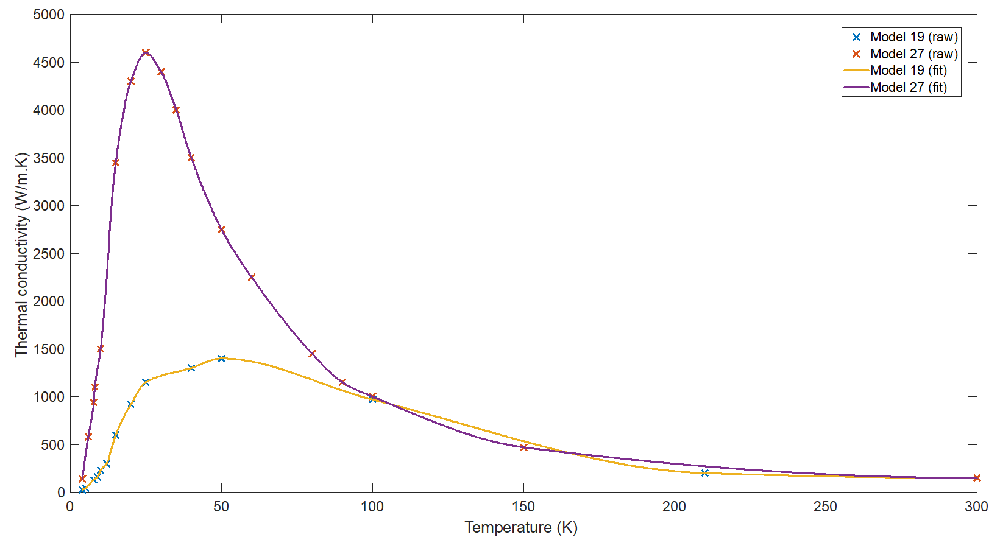 5000
4500
4000
3500
3000
2500
2000
1500
1000
500
0
Thermal conductivity (W/m.K)
Model 19 (raw)
Model 27 (raw)
Model 19 (fit)
Model 27 (fit)
0 50 100 150 200 250 300
Temperature (K)